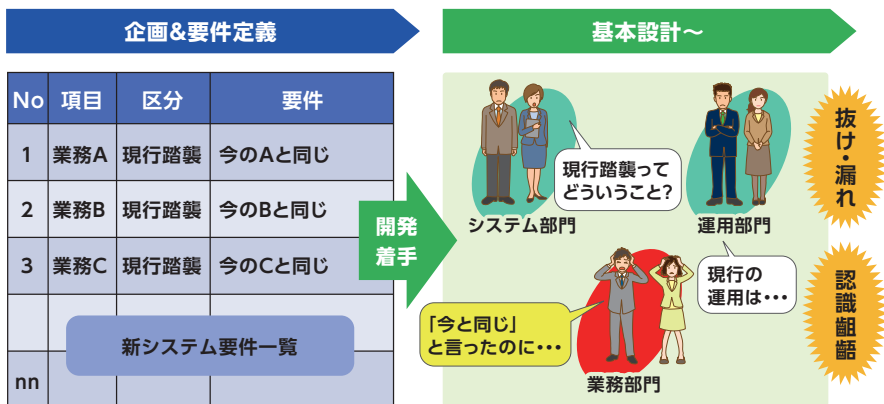 企画&要件定義
基本設計～
No 項目 区分 要件
1 業務A 現行踏襲 今のAと同じ
2 業務B 現行踏襲 今のBと同じ
3 業務C 現行踏襲 今のCと同じ
新システム要件一覧
nn
開発
着手
現行踏襲って
どういうこと?
システム部門
運用部門
現行の
運用は・・・
「今と同じ」
と言ったのに・・・
業務部門
抜け・漏れ
認識齟齬